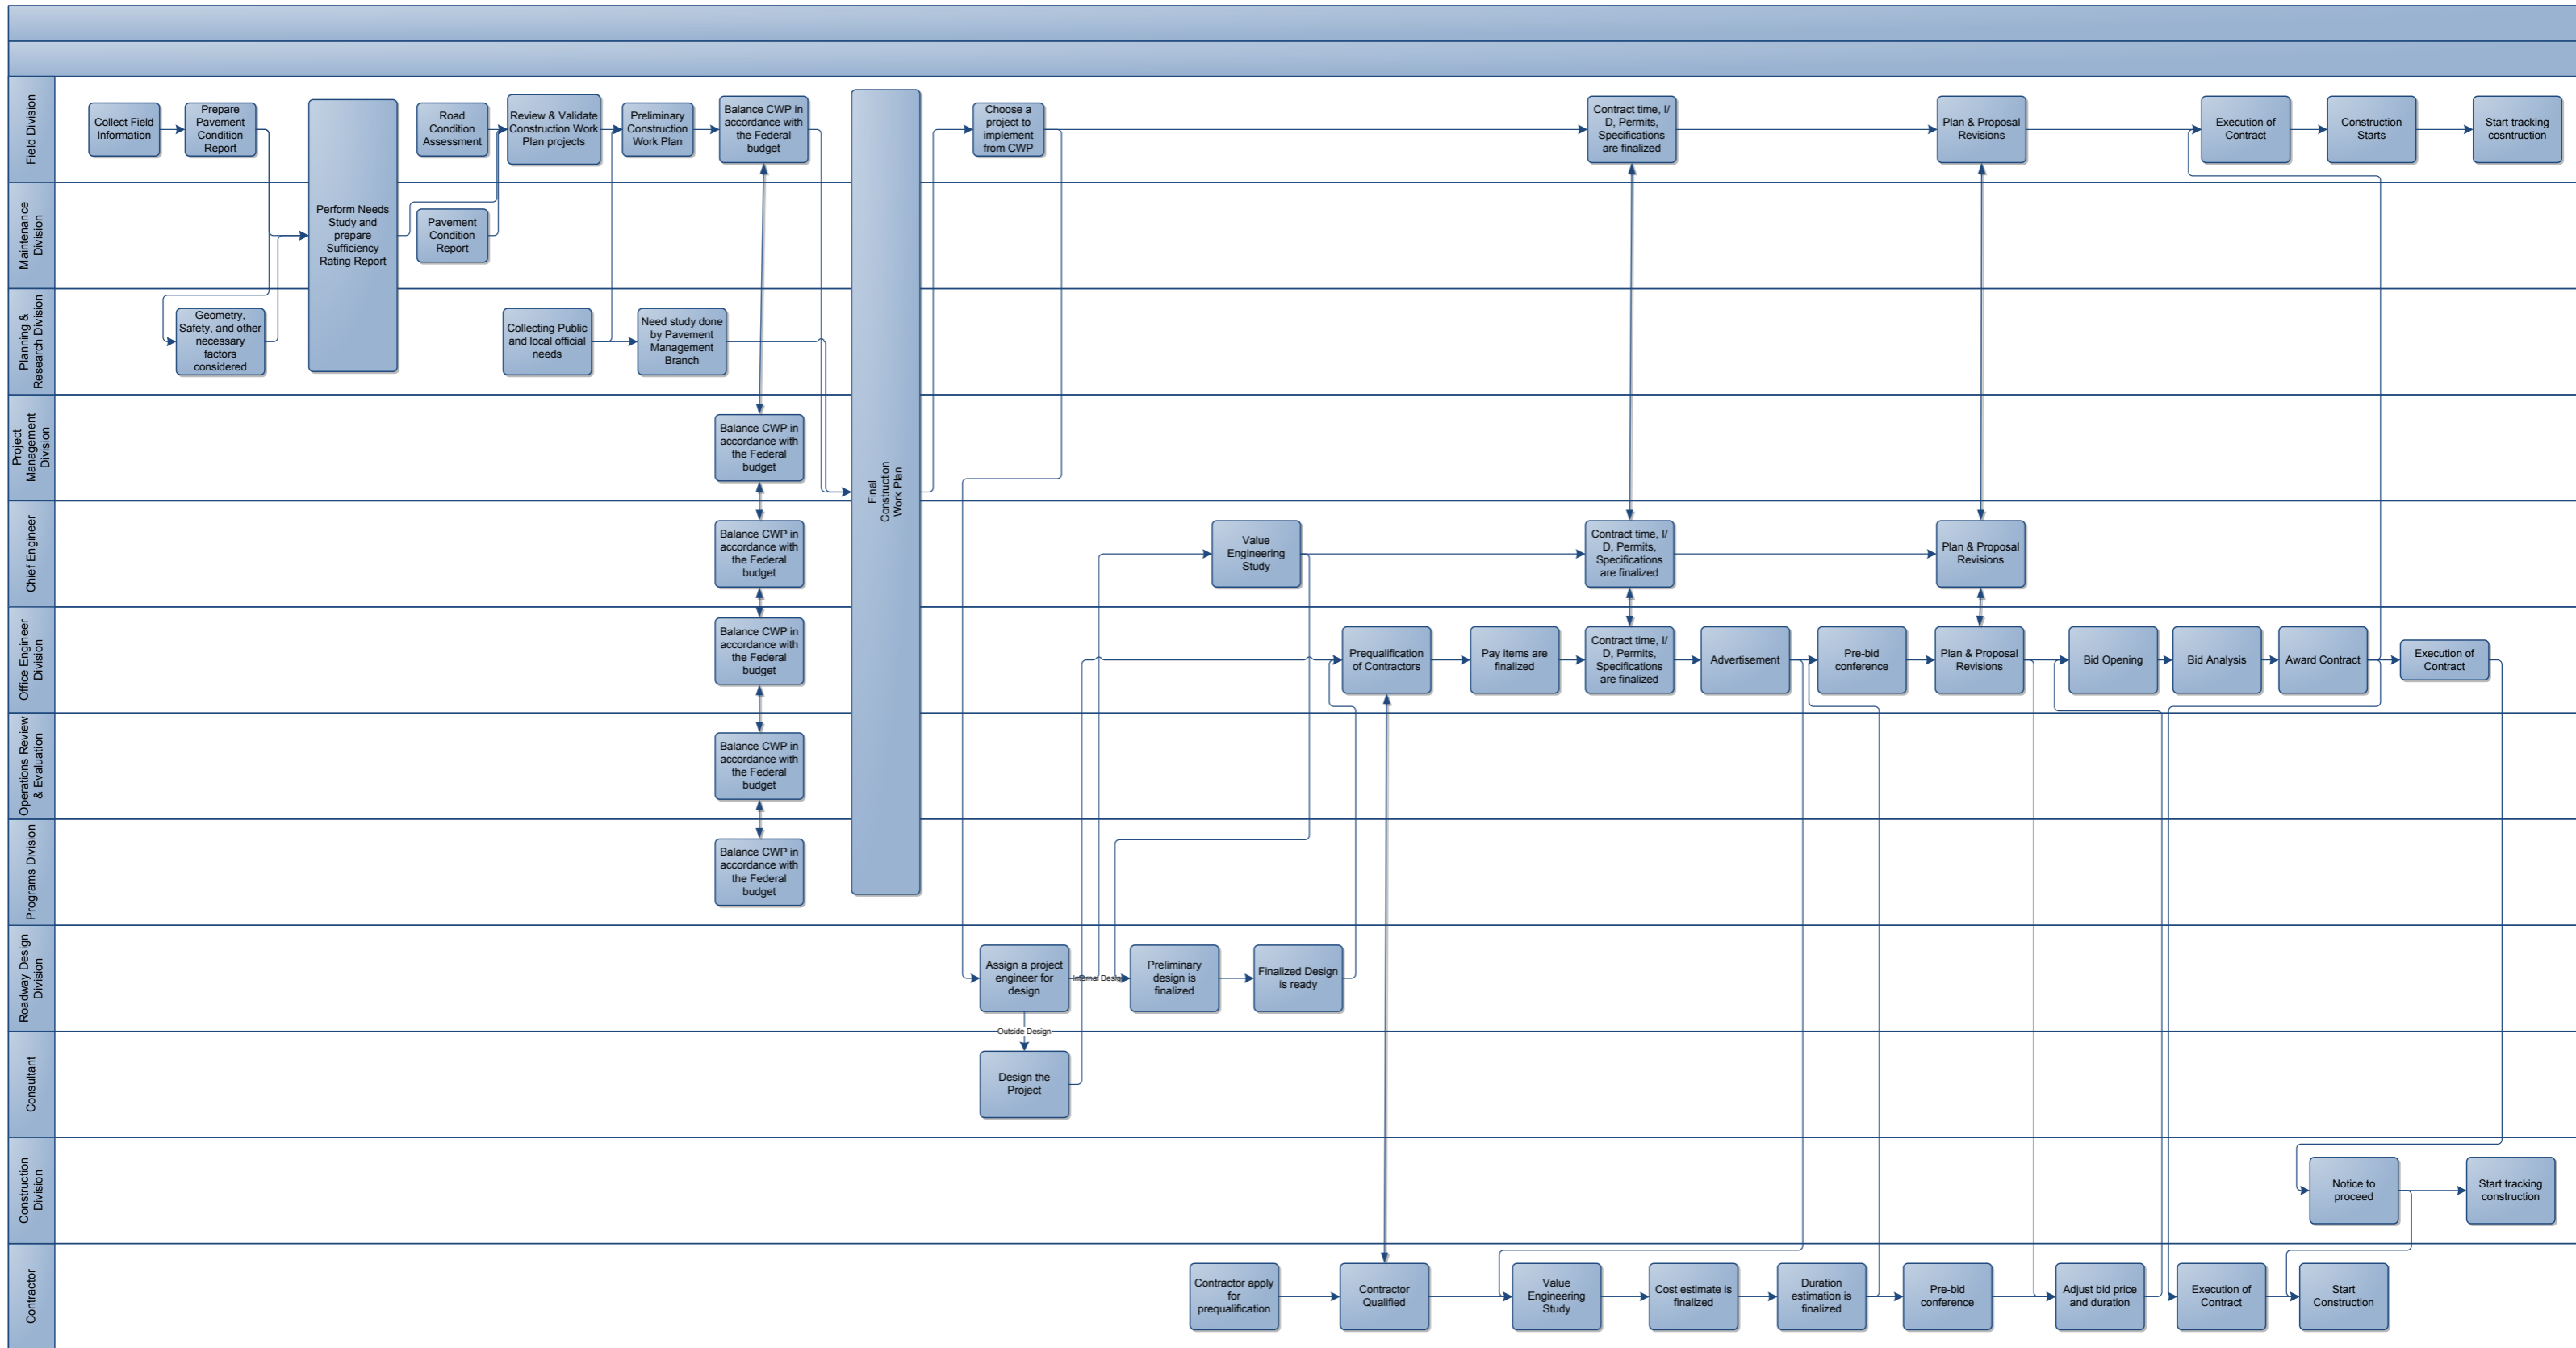 Field Division
Collect Field
Information
Prepare
Pavement
Condition
Report
Perform Needs
Study and
prepare
Sufficiency
Rating Report
Road
Condition
Assessment
Review & Validate
Construction Work
Plan projects
Preliminary
Construction
Work Plan
Balance CWP in
accordance with
the Federal
budget
Final
Construction
Work Plan
Choose a
project to
implement
from CWP
Contract time, I/
D, Permits,
Specifications
are finalized
Plan & Proposal
Revisions
Execution of
Contract
Construction
Starts
Start tracking
cosntruction
Maintenance
Division
Pavement
Condition
Report
Planning &
Research Division
Geometry,
Safety, and other
necessary
factors
considered
Collecting Public
and local official
needs
Need study done
by Pavement
Management
Branch
Project
Management
Division
Balance CWP in
accordance with
the Federal
budget
Chief Engineer
Balance CWP in
accordance with
the Federal
budget
Value
Engineering
Study
Contract time, I/
D, Permits,
Specifications
are finalized
Plan & Proposal
Revisions
Office Engineer
Division
Balance CWP in
accordance with
the Federal
budget
Prequalification
of Contractors
Pay items are
finalized
Contract time, I/
D, Permits,
Specifications
are finalized
Advertisement
Pre-bid
conference
Plan & Proposal
Revisions
Bid Opening
Bid Analysis
Award Contract
Execution of
Contract
Operations Review
& Evaluation
Balance CWP in
accordance with
the Federal
budget
Programs Division
Balance CWP in
accordance with
the Federal
budget
Roadway Design
Division
Assign a project
engineer for
design
Internal Design
Preliminary
design is
finalized
Finalized Design
is ready
Outside Design
Consultant
Design the
Project
Construction
Division
Notice to
proceed
Start tracking
construction
Contractor
Contractor apply
for
prequalification
Contractor
Qualified
Value
Engineering
Study
Cost estimate is
finalized
Duration
estimation is
finalized
Pre-bid
conference
Adjust bid price
and duration
Execution of
Contract
Start
Construction